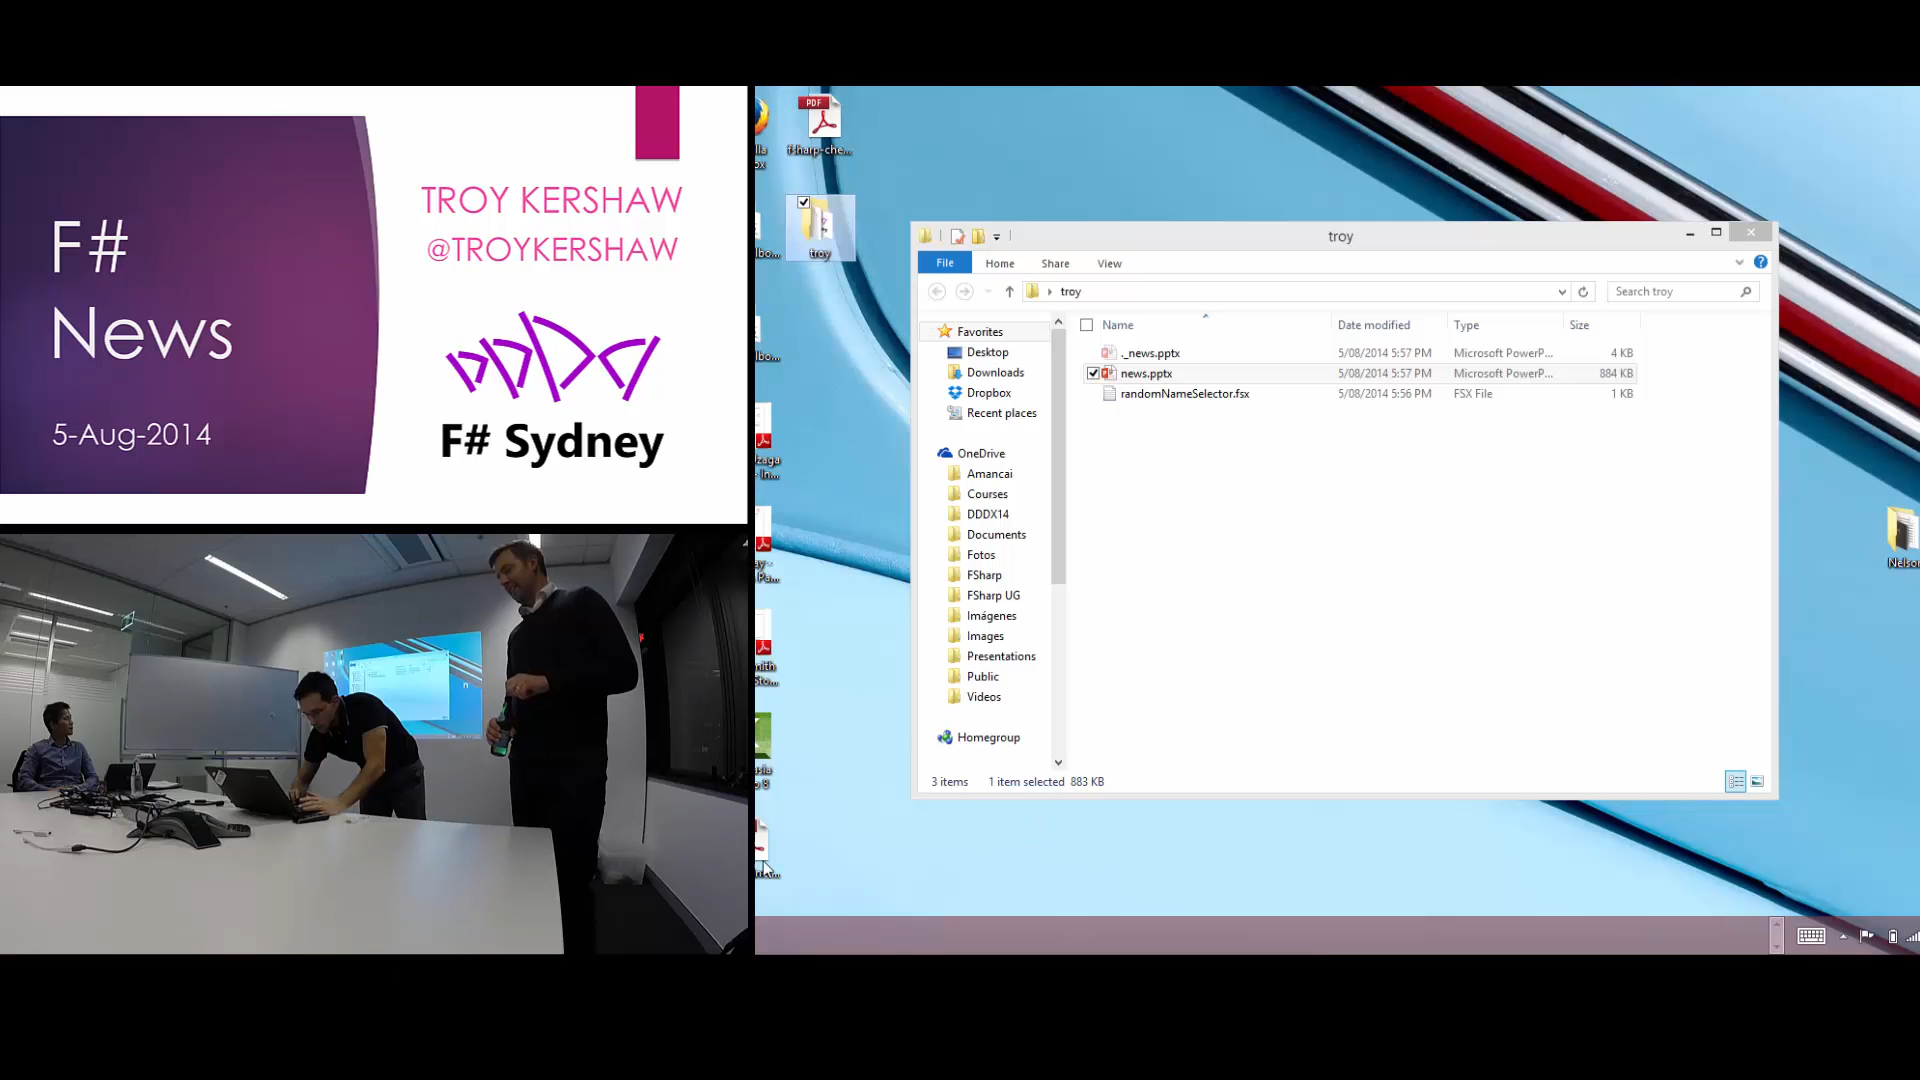 TROY KERSHAW
@TROYKERSHAW
F#
News
5-Aug-2014
F# Sydney
PDF
fsharp-che...
troy
troy
File
Home
Share
View
troy
Search troy
Favorites
Desktop
Downloads
Dropbox
Recent places
OneDrive
Amancai
Courses
DDDX14
Documents
Fotos
FSharp
FSharp UG
Imágenes
Images
Presentations
Public
Videos
Homegroup
Name
Date modified
Type
Size
._news.pptx
5/08/2014 5:57 PM
Microsoft PowerP...
4 KB
news.pptx
5/08/2014 5:57 PM
Microsoft PowerP...
884 KB
randomNameSelector.fsx
5/08/2014 5:56 PM
FSX File
1 KB
3 items
1 item selected 883 KB